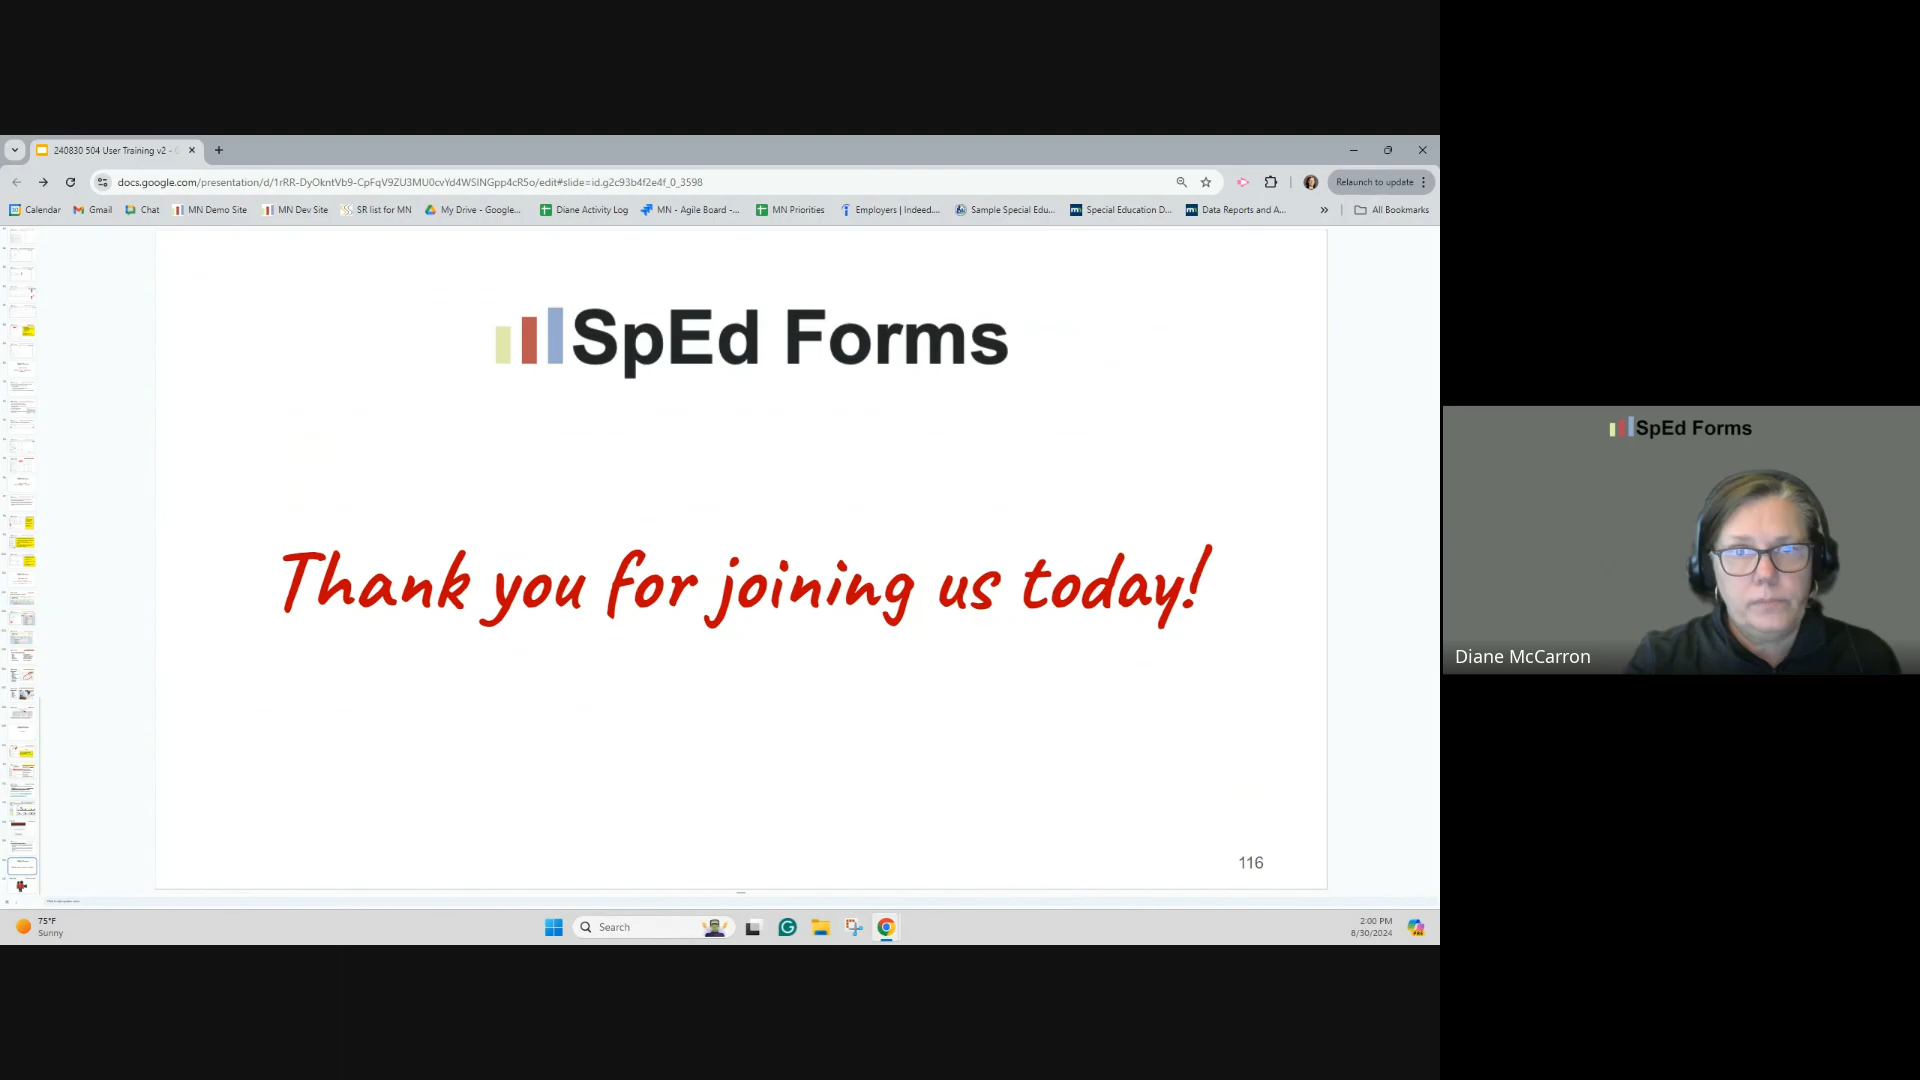 240830 504 User Training v2 -
docs.google.com/presentation/d/1rRR-DyOkntVb9-CpFqV9ZU3MU0cvYd4WSlNGpp4cR5o/edit#slide=id.g2c93b4f2e4f_0_3598
Relaunch to update
Calendar
Gmail
Chat
MN Demo Site
MN Dev Site
SR list for MN
My Drive - Google...
Diane Activity Log
MN - Agile Board -...
MN Priorities
Employers | Indeed....
Sample Special Edu...
Special Education D...
Data Reports and A...
All Bookmarks
SpEd Forms
Thank you for joining us today!
116
SpEd Forms
Diane McCarron
75°F
Sunny
Search
2:00 PM
8/30/2024